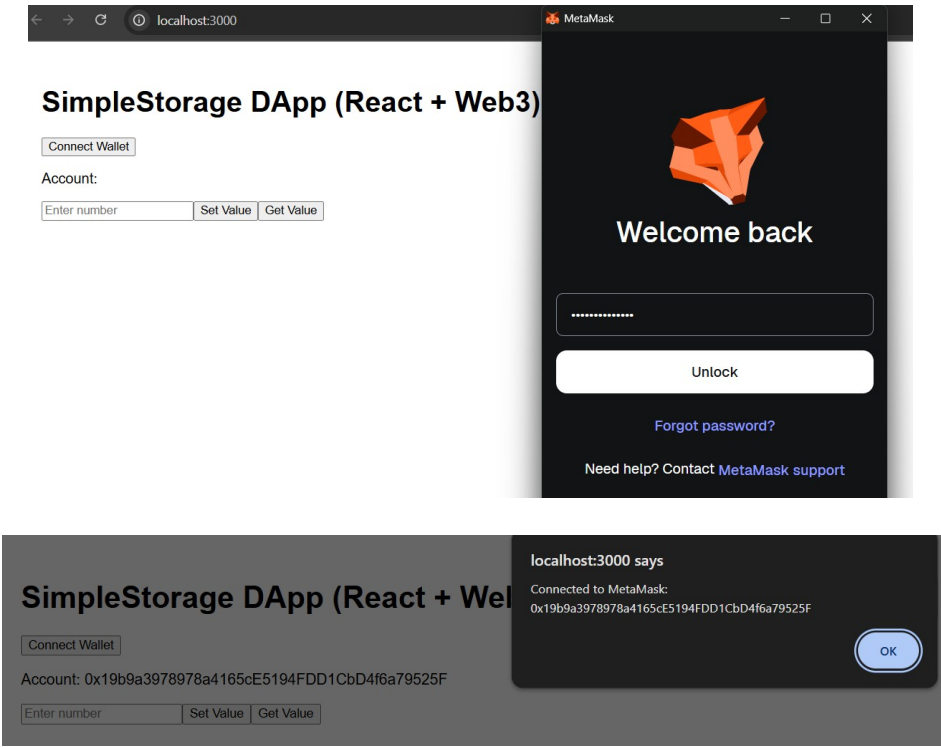 localhost:3000
MetaMask
SimpleStorage DApp (React + Web3)
Connect Wallet
Account:
Enter number Set Value Get Value
Welcome back
Unlock
Forgot password?
Need help? Contact MetaMask support
SimpleStorage DApp (React + Wel
Connect Wallet
Account: 0x19b9a3978978a4165cE5194FDD1CbD4f6a79525F
Enter number Set Value Get Value
localhost:3000 says
Connected to MetaMask:
0x19b9a3978978a4165cE5194FDD1CbD4f6a79525F
OK